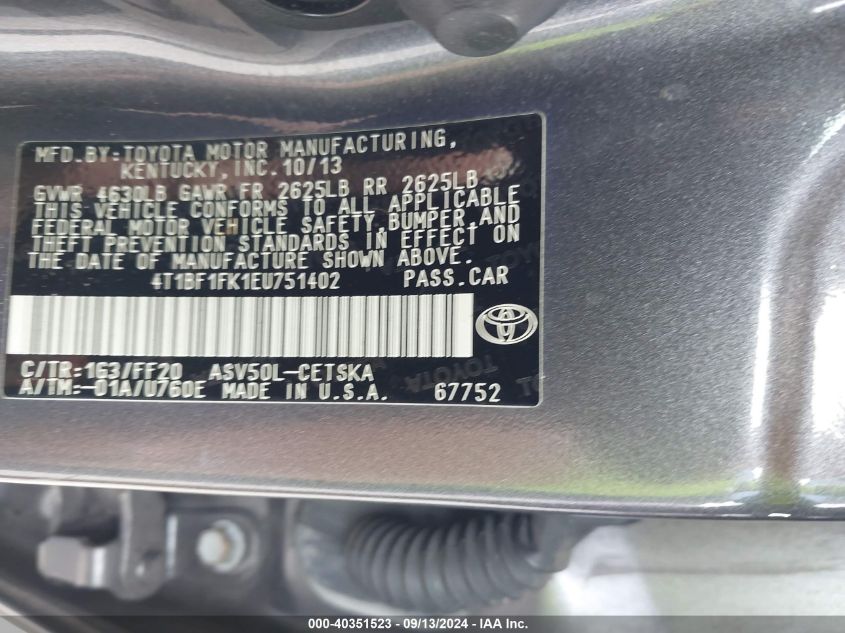 MFD.BY:TOYOTA MOTOR MANUFACTURING,
KENTUCKY, INC. 10/13
GVWR 4630LB GAWR FR 2625LB RR 2625LB
THIS VEHICLE CONFORMS TO ALL APPLICABLE
FEDERAL MOTOR VEHICLE SAFETY,BUMPER,AND
THEFT PREVENTION STANDARDS IN EFFECT ON
THE DATE OF MANUFACTURE SHOWN ABOVE.
4T1BF1FK1EU751402 PASS.CAR
C/TR:1G3/FF20 ASV50L-CETSKA
A/TM:-01A/U760E MADE IN U.S.A. 67752
000-40351523 - 09/13/2024 - IAA Inc.